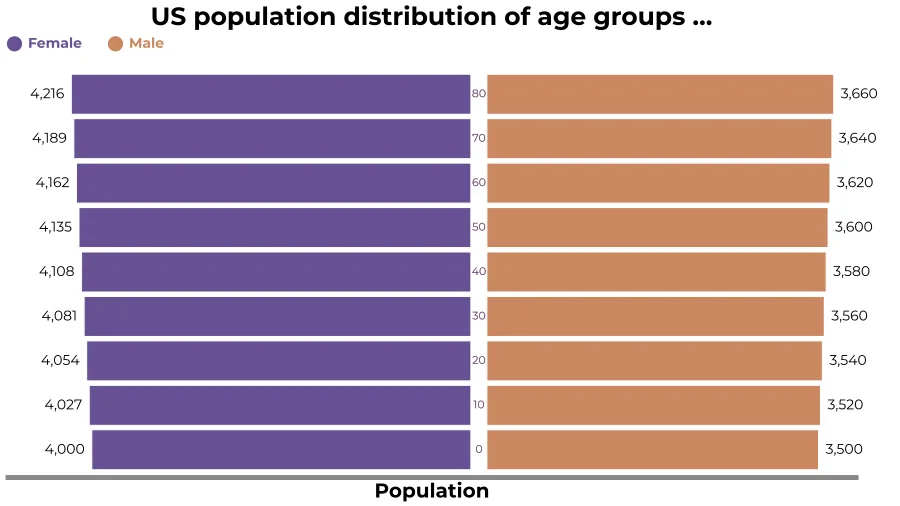 US population distribution of age groups ...
Female Male
4,216 80 3,660
4,189 70 3,640
4,162 60 3,620
4,135 50 3,600
4,108 40 3,580
4,081 30 3,560
4,054 20 3,540
4,027 10 3,520
4,000 0 3,500
Population